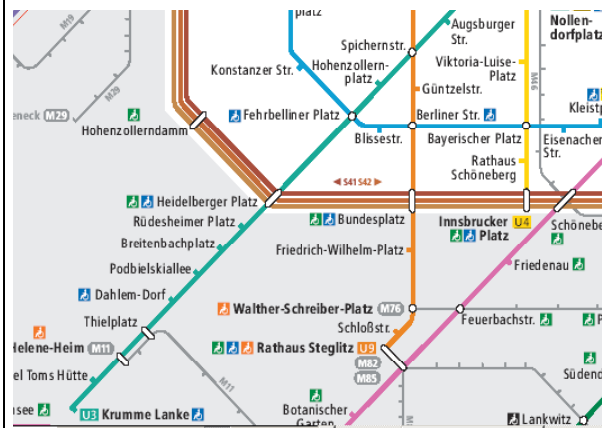 M19
M29
eneck M29
Hohenzollerndamm
platz
Spichernstr.
Augsburger
Str.
Nollen-
dorfplatz
Konstanzer Str.
Hohenzollern-
platz
Viktoria-Luise-
Platz
M46
Güntzelstr.
Kleistp
Fehrbelliner Platz
Berliner Str.
Blissestr.
Bayerischer Platz
Eisenacher
Str.
Rathaus
Schöneberg
S41 S42
Heidelberger Platz
Rüdesheimer Platz
Bundesplatz
Innsbrucker U4
Platz
Schönebe
Breitenbachplatz
Friedrich-Wilhelm-Platz
Podbielskiallee
Friedenau
Dahlem-Dorf
Walther-Schreiber-Platz M76
Thielplatz
Schloßstr.
Feuerbachstr.
P
Helene-Heim M11
Rathaus Steglitz U9
M82
M85
el Toms Hütte
M11
Südend
see
U3 Krumme Lanke
Botanischer
Garten
Lankwitz